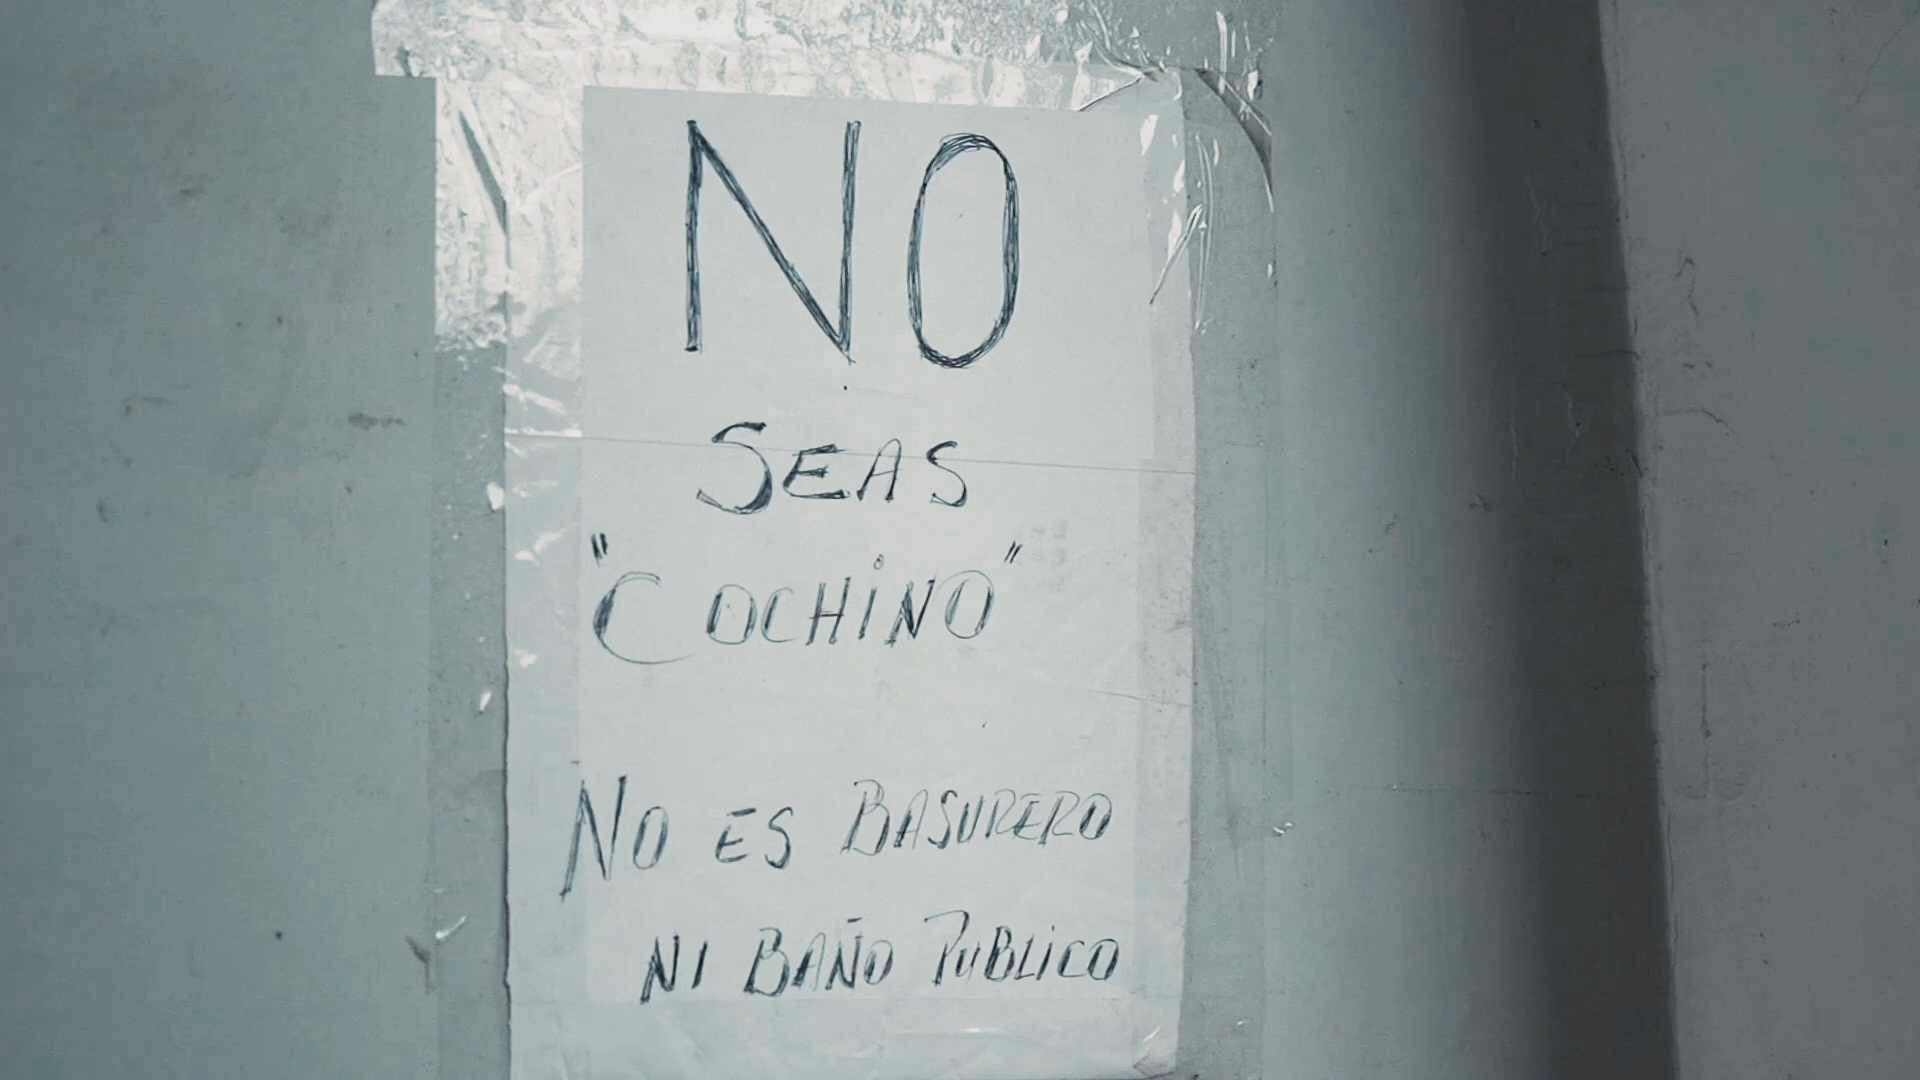 NO
SEAS
"COCHiNO"
No ES BASURERO
NI BAÑO PUBLiCO